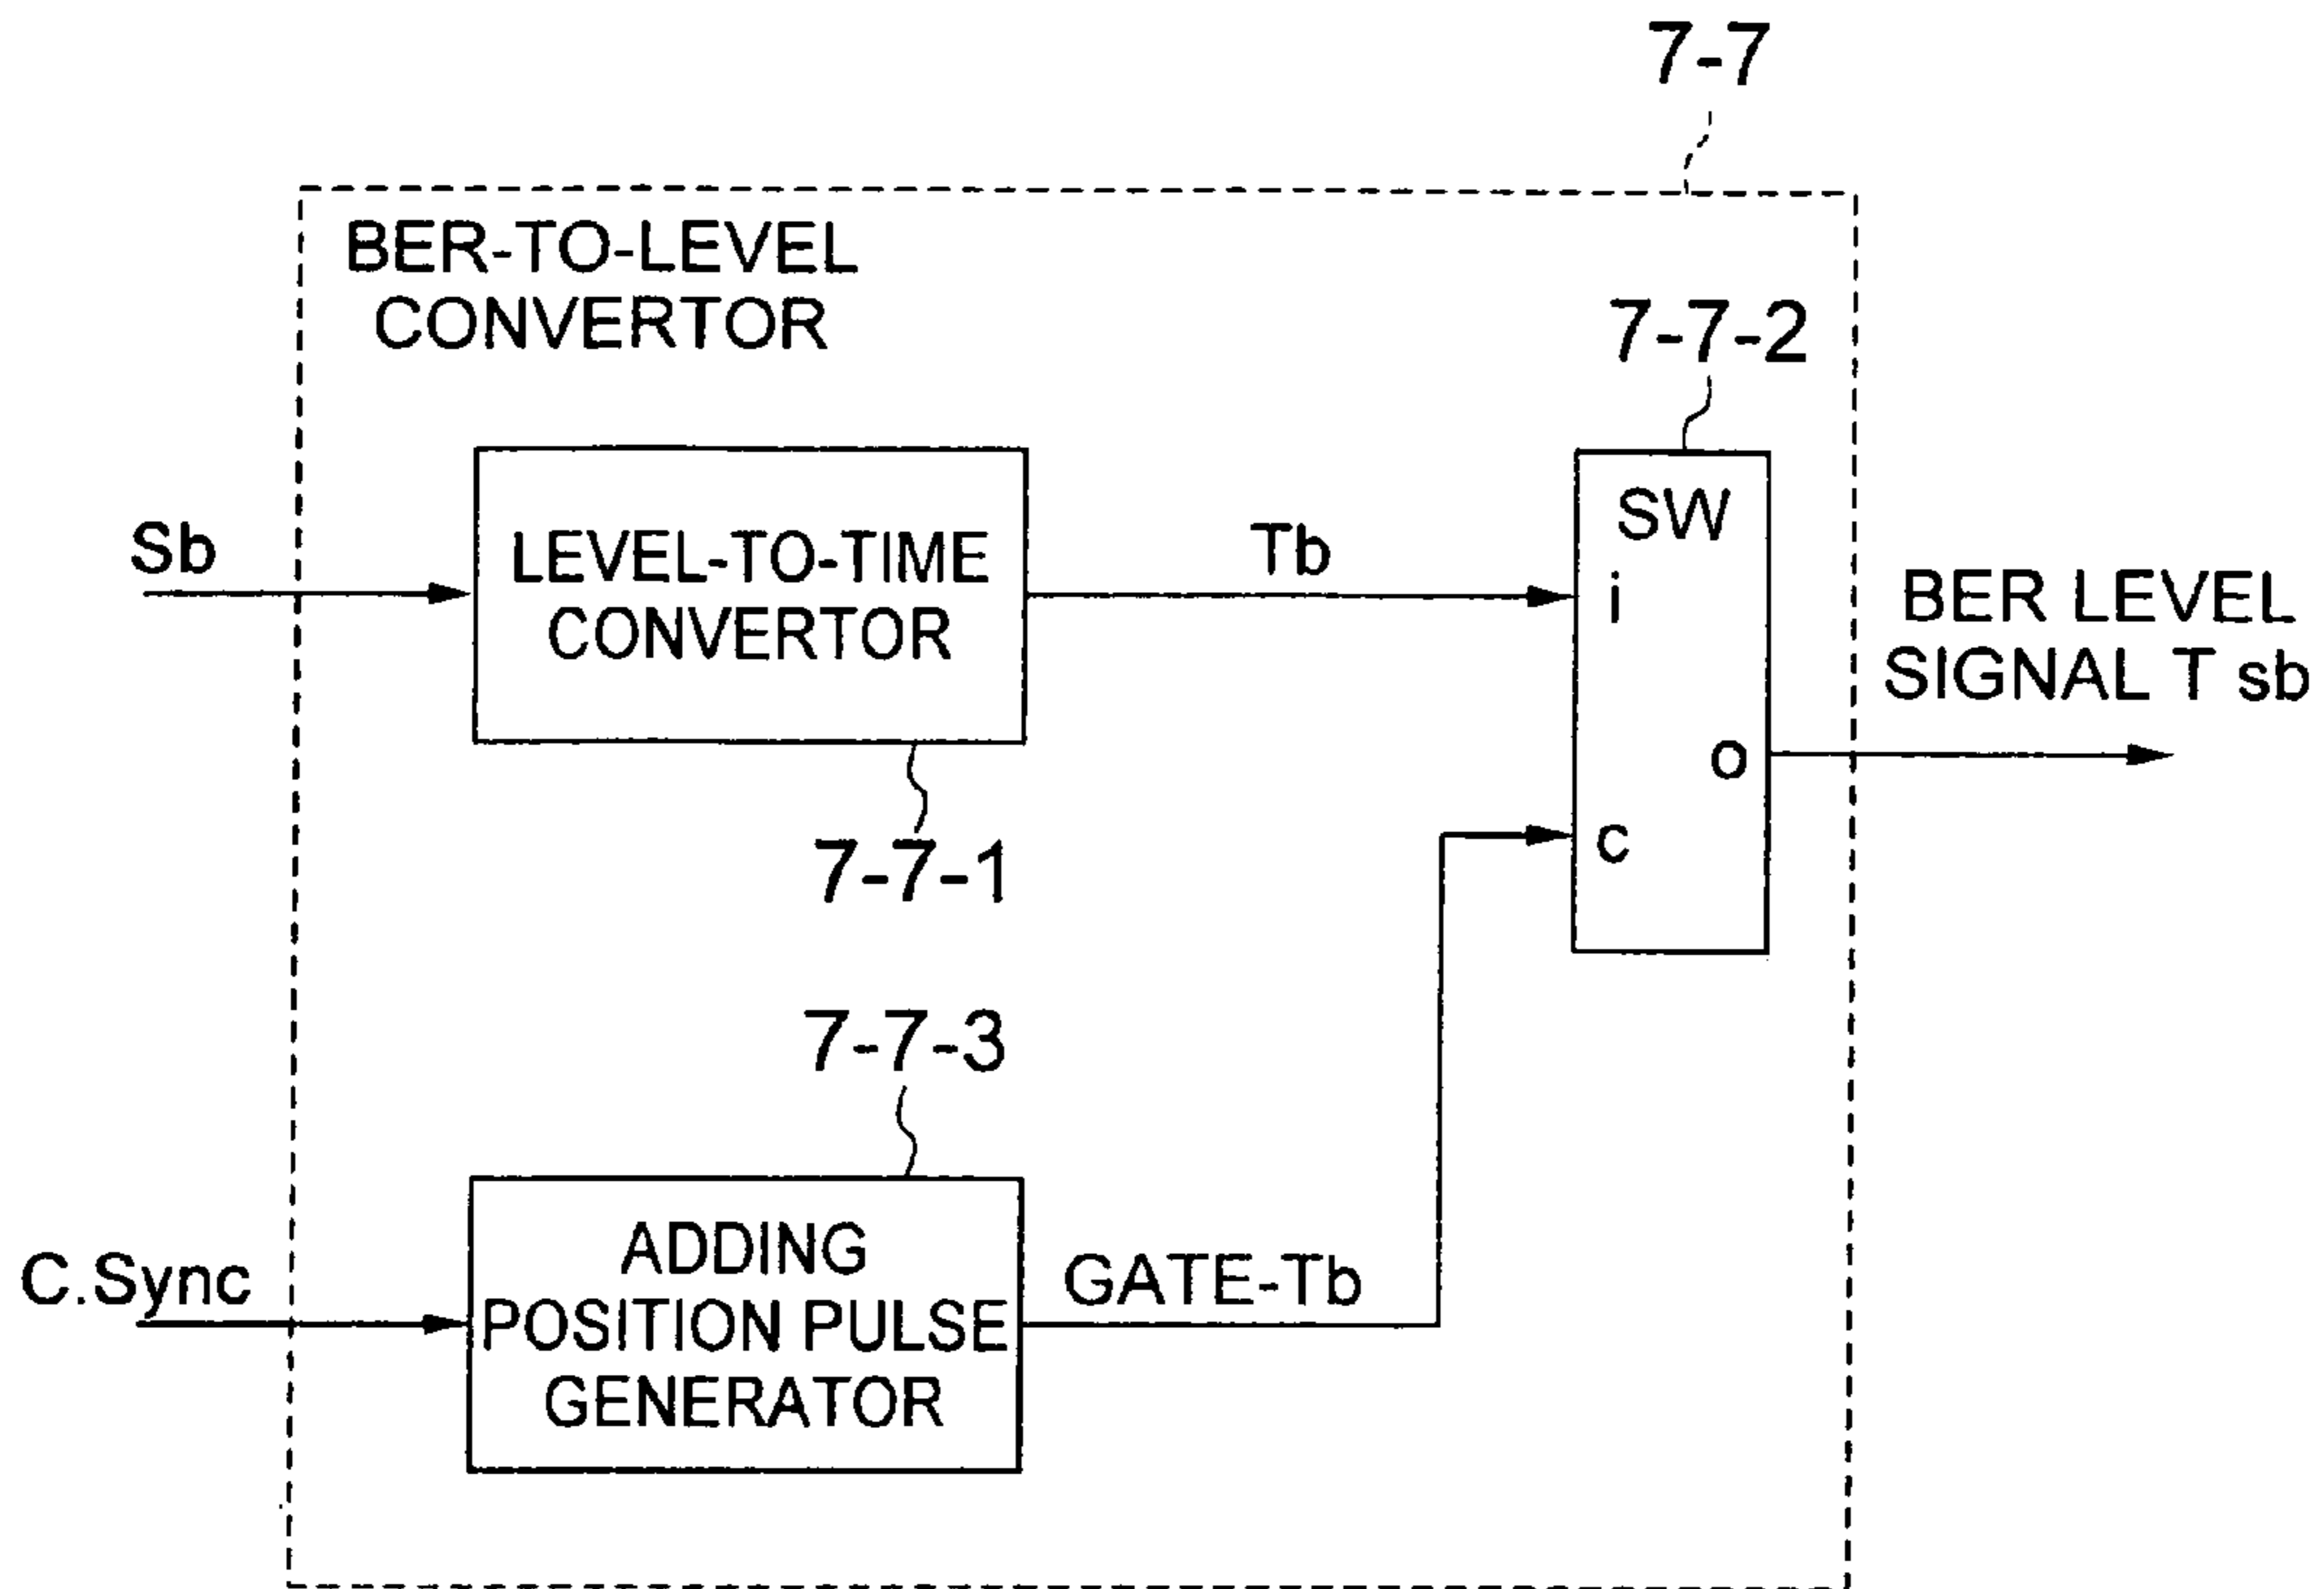 7-7
BER-TO-LEVEL
CONVERTOR
7-7-2
SW
Sb
LEVEL-TO-TIME
CONVERTOR
Tb
i
BER LEVEL
SIGNAL T sb
o
c
7-7-1
7-7-3
C.Sync
ADDING
POSITION PULSE
GENERATOR
GATE-Tb